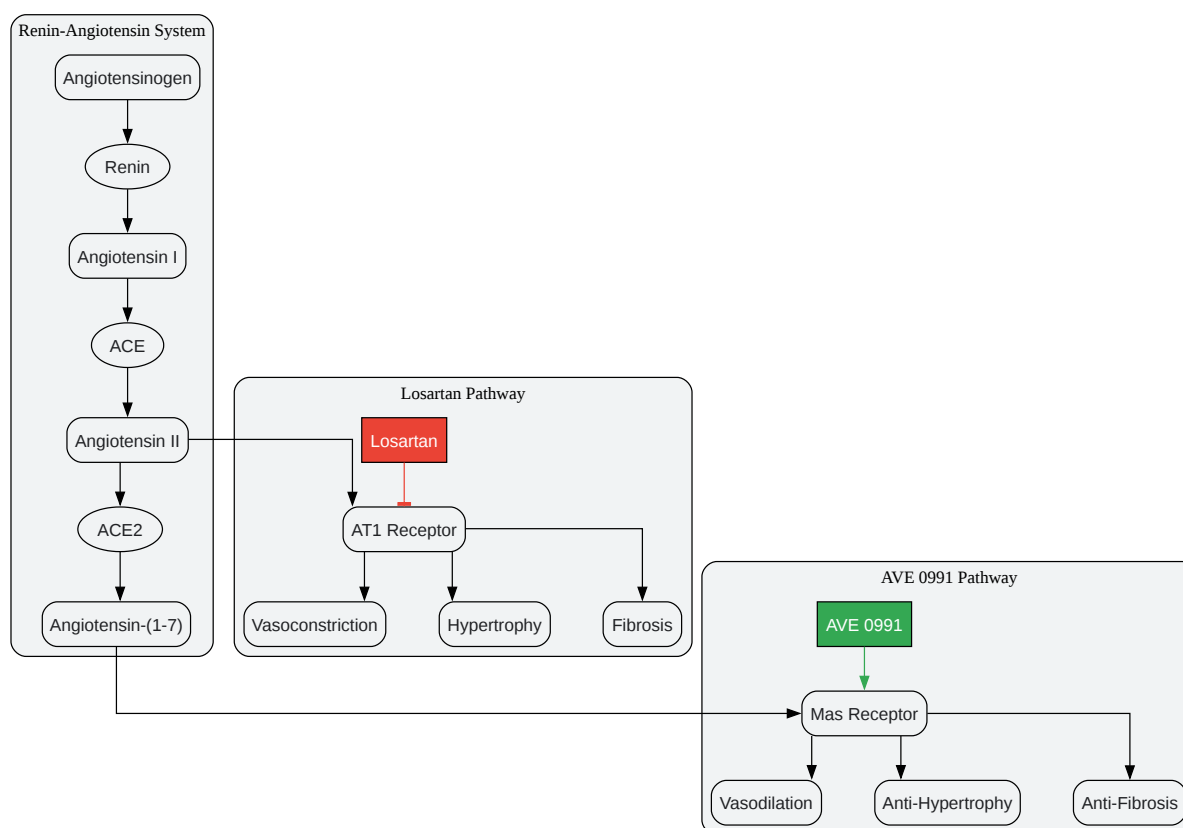 Renin-Angiotensin System
Angiotensinogen
Renin
Angiotensin I
ACE
Angiotensin II
ACE2
Angiotensin-(1-7)
Losartan Pathway
Losartan
AT1 Receptor
Vasoconstriction
Hypertrophy
Fibrosis
AVE 0991 Pathway
AVE 0991
Mas Receptor
Vasodilation
Anti-Hypertrophy
Anti-Fibrosis